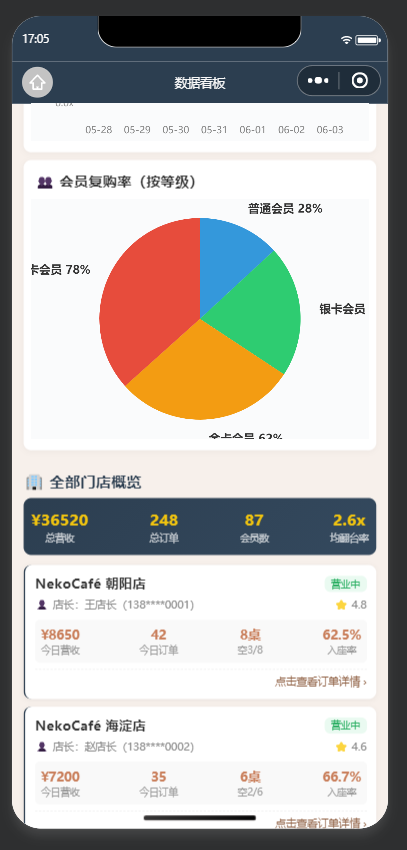 17:05
数据看板
05-28 05-29 05-30 05-31 06-01 06-02 06-03
会员复购率（按等级）
普通会员 28%
卡会员 78%
银卡会员
金卡会员 62%
全部门店概览
¥36520 248 87 2.6x
总营收 总订单 会员数 均翻台率
NekoCafé 朝阳店 营业中
店长：王店长（138****0001） 4.8
¥8650 42 8桌 62.5%
今日营收 今日订单 空3/8 入座率
点击查看订单详情 ›
NekoCafé 海淀店 营业中
店长：赵店长（138****0002） 4.6
¥7200 35 6桌 66.7%
今日营收 今日订单 空2/6 入座率
点击查看订单详情 ›